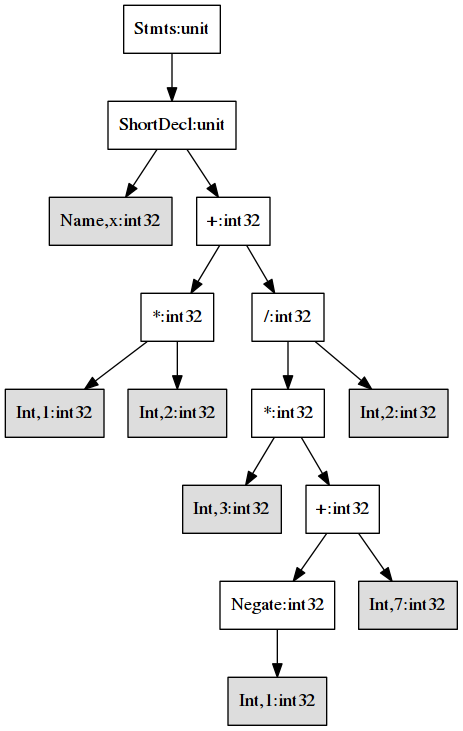 Stmts:unit
ShortDecl:unit
Name,x:int32
+:int32
*:int32
/:int32
Int,1:int32
Int,2:int32
*:int32
Int,2:int32
Int,3:int32
+:int32
Negate:int32
Int,7:int32
Int,1:int32